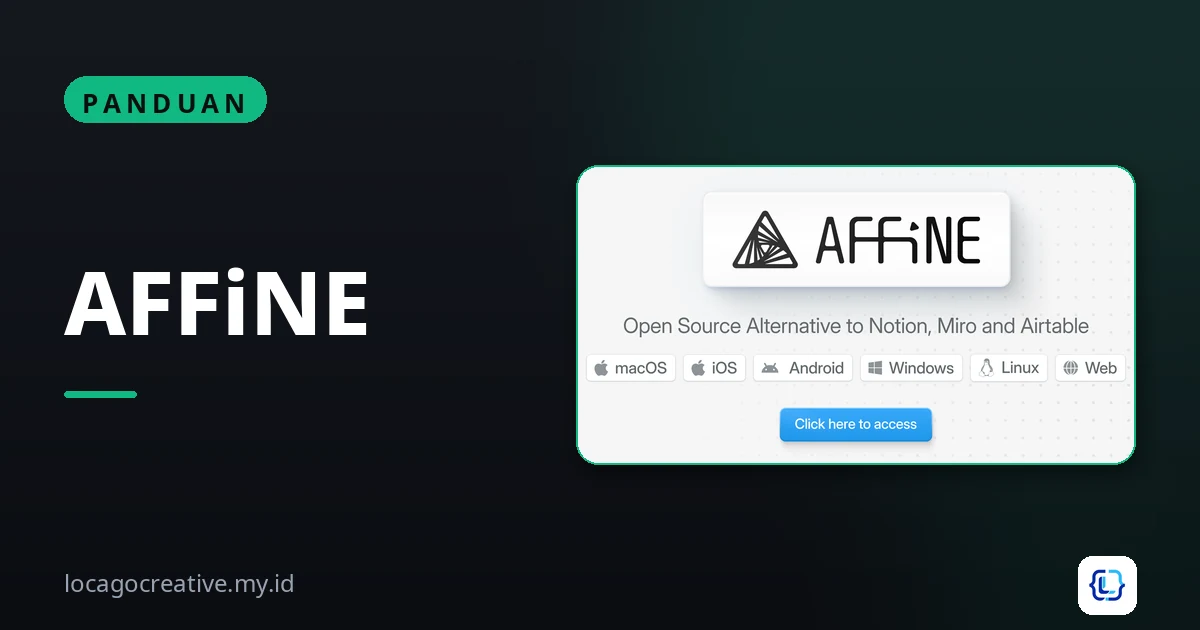 PANDUAN
AFFiNE
AFFiNE
Open Source Alternative to Notion, Miro and Airtable
macOS iOS Android Windows Linux Web
Click here to access
locagocreative.my.id